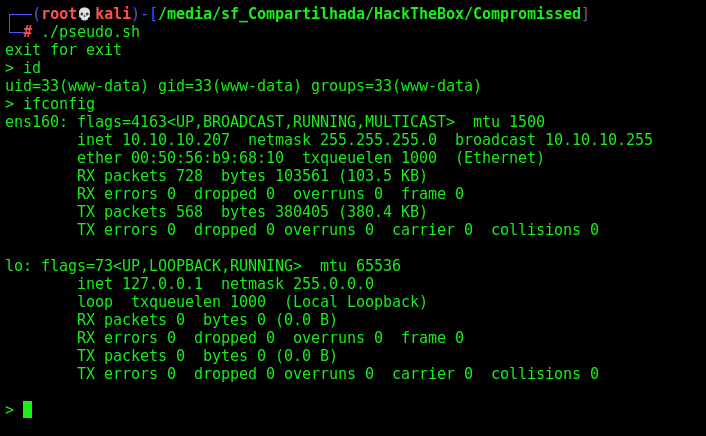 ┌──(root💀kali)-[/media/sf_Compartilhada/HackTheBox/Compromissed]
└─# ./pseudo.sh
exit for exit
> id
uid=33(www-data) gid=33(www-data) groups=33(www-data)
> ifconfig
ens160: flags=4163<UP,BROADCAST,RUNNING,MULTICAST>  mtu 1500
        inet 10.10.10.207  netmask 255.255.255.0  broadcast 10.10.10.255
        ether 00:50:56:b9:68:10  txqueuelen 1000  (Ethernet)
        RX packets 728  bytes 103561 (103.5 KB)
        RX errors 0  dropped 0  overruns 0  frame 0
        TX packets 568  bytes 380405 (380.4 KB)
        TX errors 0  dropped 0 overruns 0  carrier 0  collisions 0

lo: flags=73<UP,LOOPBACK,RUNNING>  mtu 65536
        inet 127.0.0.1  netmask 255.0.0.0
        loop  txqueuelen 1000  (Local Loopback)
        RX packets 0  bytes 0 (0.0 B)
        RX errors 0  dropped 0  overruns 0  frame 0
        TX packets 0  bytes 0 (0.0 B)
        TX errors 0  dropped 0 overruns 0  carrier 0  collisions 0

>